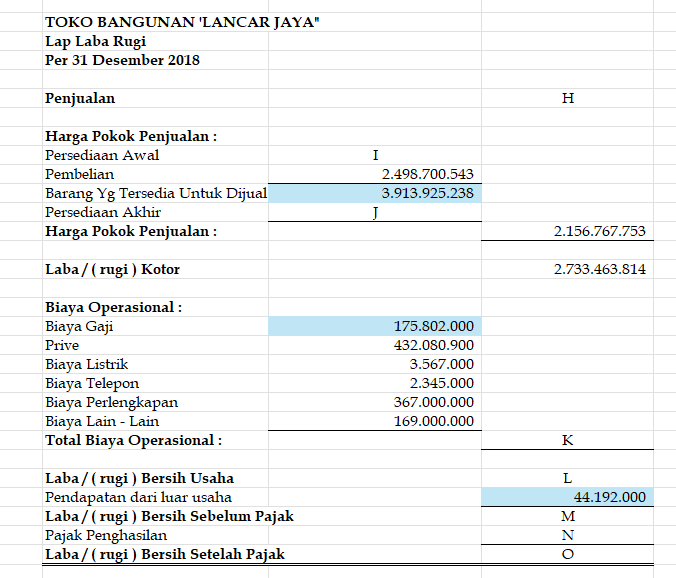 TOKO BANGUNAN 'LANCAR JAYA"
Lap Laba Rugi
Per 31 Desember 2018
Penjualan H
Harga Pokok Penjualan :
Persediaan Awal I
Pembelian 2.498.700.543
Barang Yg Tersedia Untuk Dijual 3.913.925.238
Persediaan Akhir J
Harga Pokok Penjualan : 2.156.767.753
Laba / ( rugi ) Kotor 2.733.463.814
Biaya Operasional :
Biaya Gaji 175.802.000
Prive 432.080.900
Biaya Listrik 3.567.000
Biaya Telepon 2.345.000
Biaya Perlengkapan 367.000.000
Biaya Lain - Lain 169.000.000
Total Biaya Operasional : K
Laba / ( rugi ) Bersih Usaha L
Pendapatan dari luar usaha 44.192.000
Laba / ( rugi ) Bersih Sebelum Pajak M
Pajak Penghasilan N
Laba / ( rugi ) Bersih Setelah Pajak O